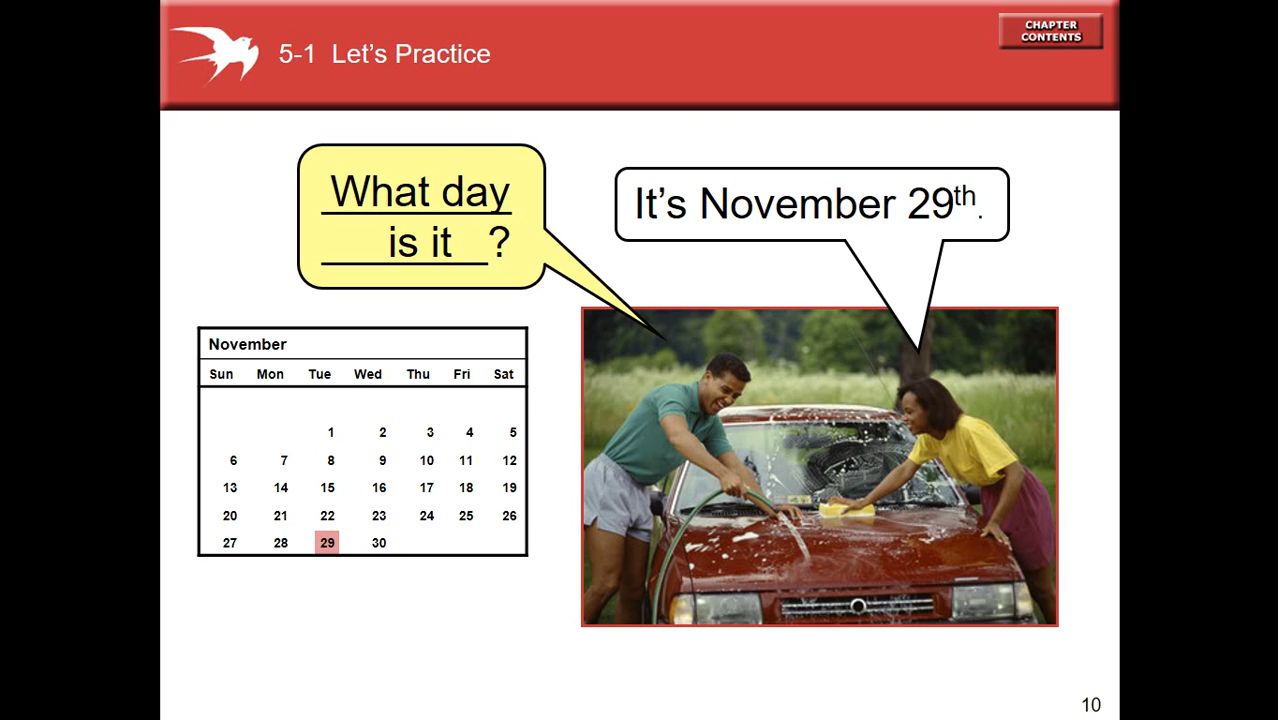 5-1 Let’s Practice
CHAPTER
CONTENTS
What day
is it ?
It’s November 29th.
November
Sun Mon Tue Wed Thu Fri Sat
1 2 3 4 5
6 7 8 9 10 11 12
13 14 15 16 17 18 19
20 21 22 23 24 25 26
27 28 29 30
10